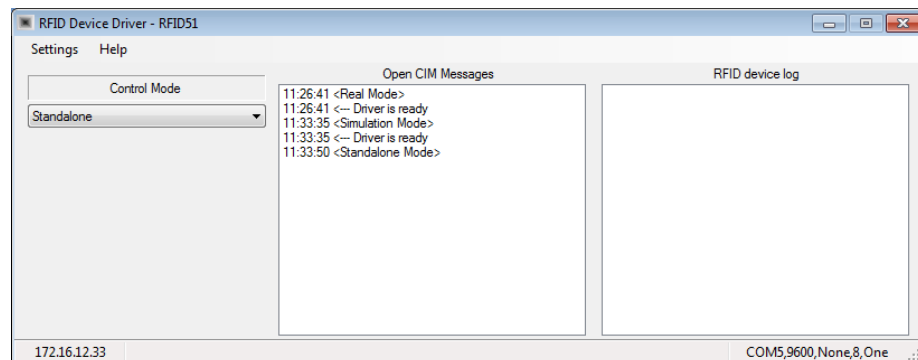 RFID Device Driver - RFID51
Settings Help
Control Mode
Standalone
Open CIM Messages
11:26:41 <Real Mode>
11:26:41 <--- Driver is ready
11:33:35 <Simulation Mode>
11:33:35 <--- Driver is ready
11:33:50 <Standalone Mode>
RFID device log
172.16.12.33
COM5,9600,None,8,One